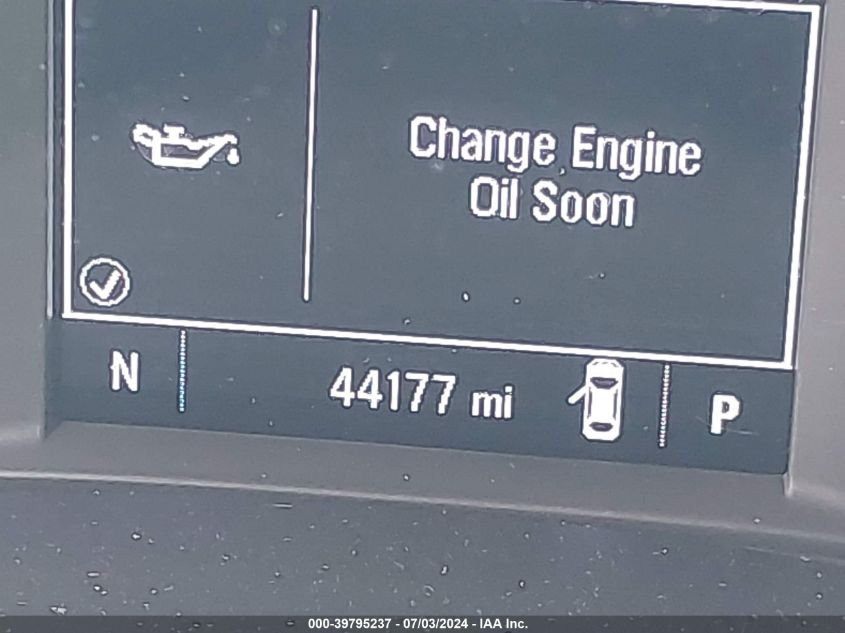 Change Engine
Oil Soon
N
44177 mi
P
000-39795237 - 07/03/2024 - IAA Inc.